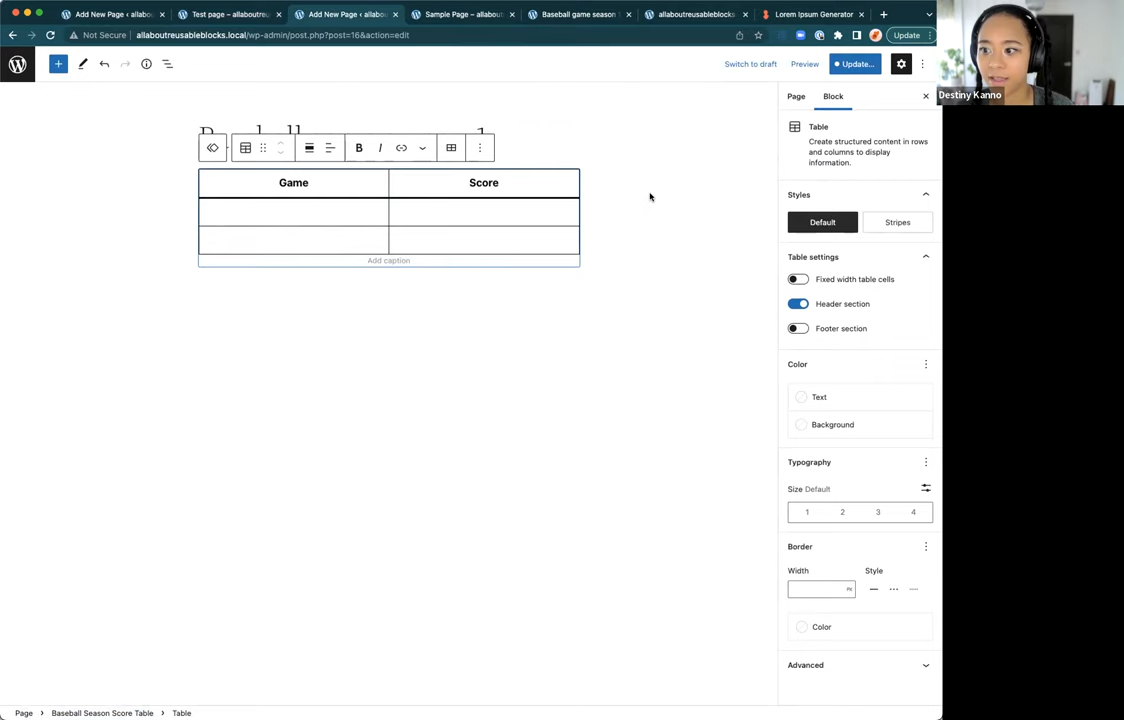 Add New Page ‹ allabo
Test page – allaboutreu
Add New Page ‹ allabo
Sample Page – allabout
Baseball game season
allaboutreusableblocks
Lorem Ipsum Generator
Not Secure
allaboutreusableblocks.local/wp-admin/post.php?post=16&action=edit
Update
Switch to draft
Preview
Update...
Destiny Kanno
Page
Block
B
I
Game
Score
Add caption
Table
Create structured content in rows
and columns to display
information.
Styles
Default
Stripes
Table settings
Fixed width table cells
Header section
Footer section
Color
Text
Background
Typography
Size Default
1 2 3 4
Border
Width
Style
PX
Color
Advanced
Page > Baseball Season Score Table > Table